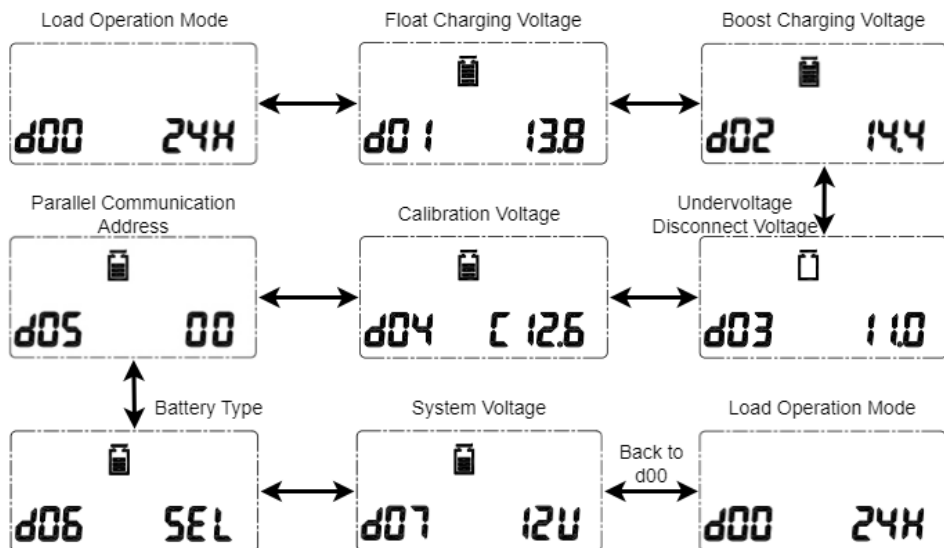 Load Operation Mode
d00 24H
Float Charging Voltage
d01 13.8
Boost Charging Voltage
d02 14.4
Undervoltage
Disconnect Voltage
d03 11.0
Calibration Voltage
d04 C 12.6
Parallel Communication
Address
d05 00
Battery Type
d06 SEL
System Voltage
d07 12U
Back to
d00
Load Operation Mode
d00 24H